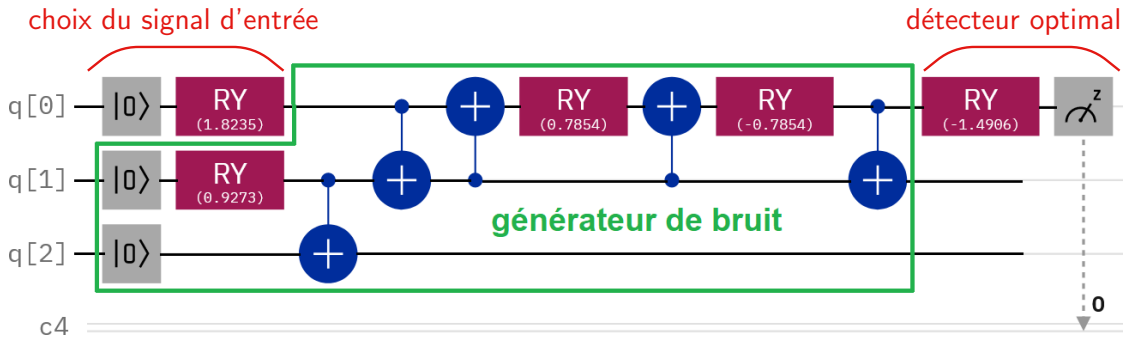 choix du signal d'entrée détecteur optimal
q[0] |0⟩ RY (1.8235) RY (0.7854) RY (-0.7854) RY (-1.4906) z
q[1] |0⟩ RY (0.9273)
générateur de bruit
q[2] |0⟩
0
c4